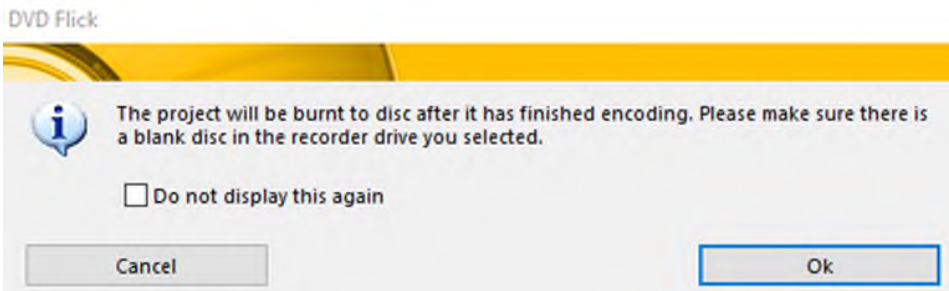 DVD Flick
The project will be burnt to disc after it has finished encoding. Please make sure there is
a blank disc in the recorder drive you selected.
Do not display this again
Cancel
Ok